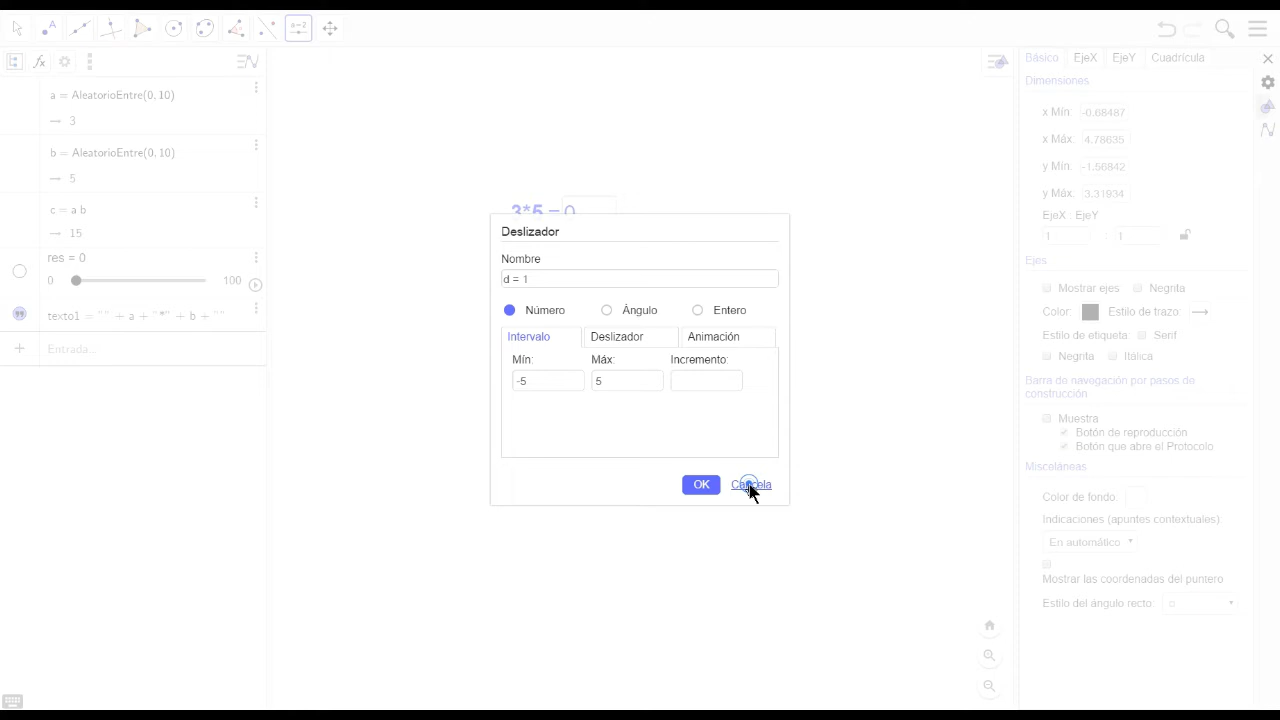 a=2
Básico EjeX EjeY Cuadrícula
Dimensiones
a = AleatorioEntre(0, 10)
→ 3
b = AleatorioEntre(0, 10)
→ 5
c = a b
→ 15
res = 0
0 100
texto1 = "" + a + "*" + b + ""
Entrada...
3*5 = 0
Deslizador
Nombre
d = 1
Número Ángulo Entero
Intervalo Deslizador Animación
Mín: Máx: Incremento:
-5 5
OK Cancela
x Mín: -0.68487
x Máx: 4.78635
y Mín: -1.56842
y Máx: 3.31934
EjeX : EjeY
1 : 1
Ejes
Mostrar ejes Negrita
Color: Estilo de trazo:
Estilo de etiqueta: Serif
Negrita Itálica
Barra de navegación por pasos de
construcción
Muestra
Botón de reproducción
Botón que abre el Protocolo
Misceláneas
Color de fondo:
Indicaciones (apuntes contextuales):
En automático
Mostrar las coordenadas del puntero
Estilo del ángulo recto: